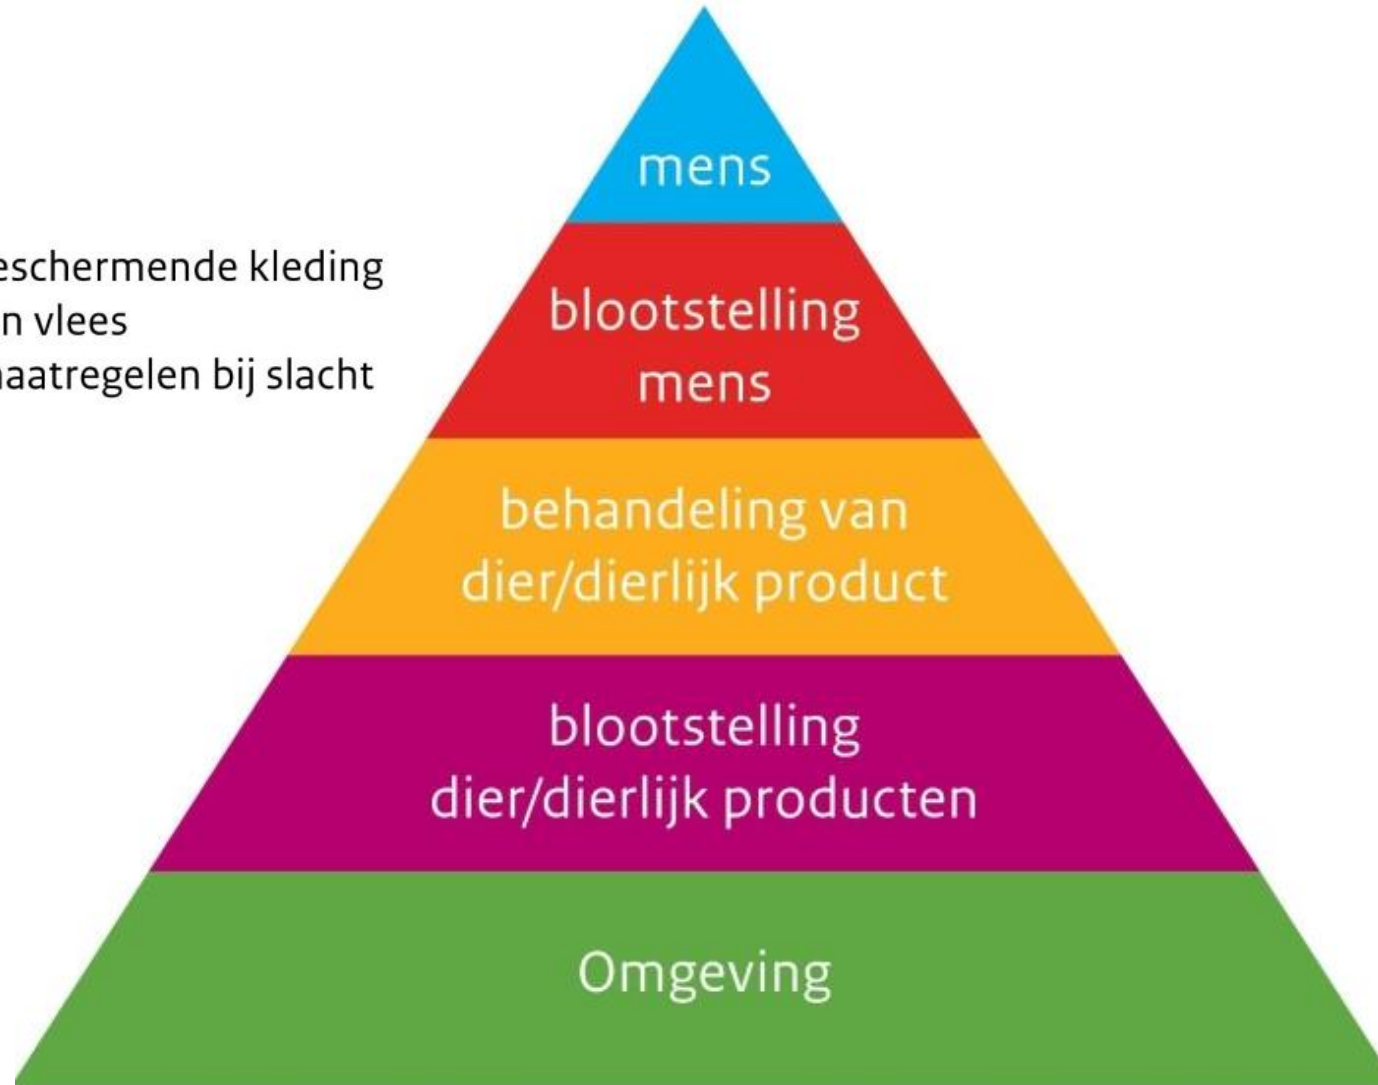 mens
eschermende kleding
n vlees
aatregelen bij slacht
blootstelling
mens
behandeling van
dier/dierlijk product
blootstelling
dier/dierlijk producten
Omgeving